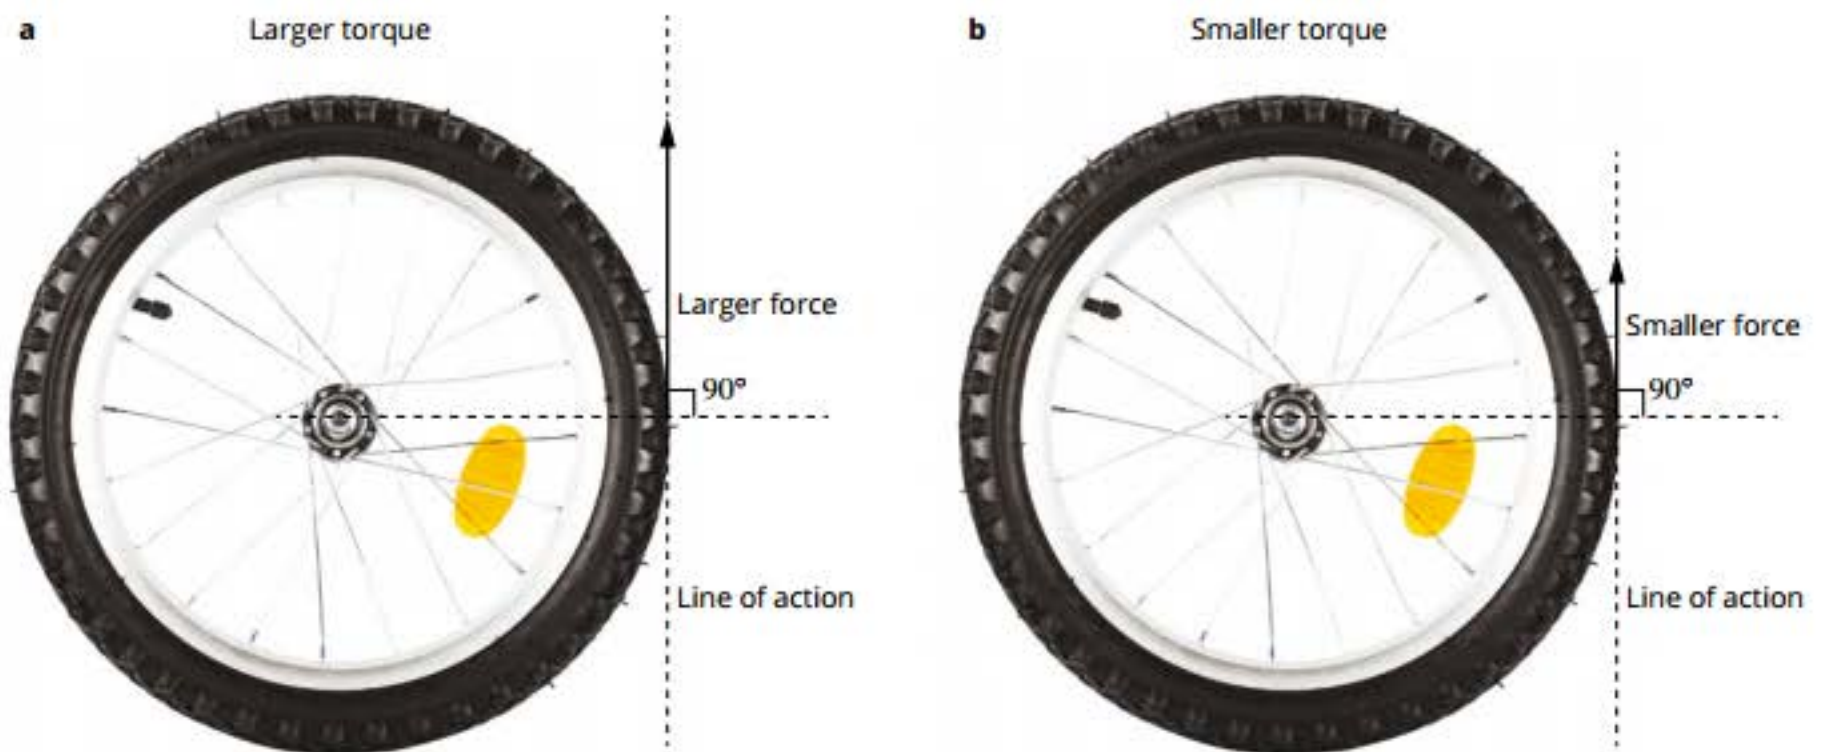 a
Larger torque
Larger force
90°
Line of action
b
Smaller torque
Smaller force
90°
Line of action